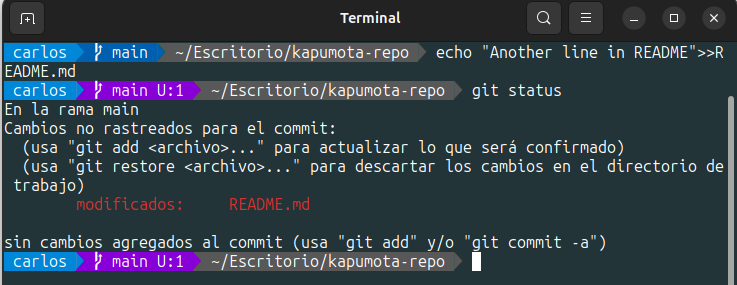 Terminal
carlos main ~/Escritorio/kapumota-repo echo "Another line in README">>R
EADME.md
carlos main U:1 ~/Escritorio/kapumota-repo git status
En la rama main
Cambios no rastreados para el commit:
(usa "git add <archivo>..." para actualizar lo que será confirmado)
(usa "git restore <archivo>..." para descartar los cambios en el directorio de
trabajo)
modificados: README.md
sin cambios agregados al commit (usa "git add" y/o "git commit -a")
carlos main U:1 ~/Escritorio/kapumota-repo